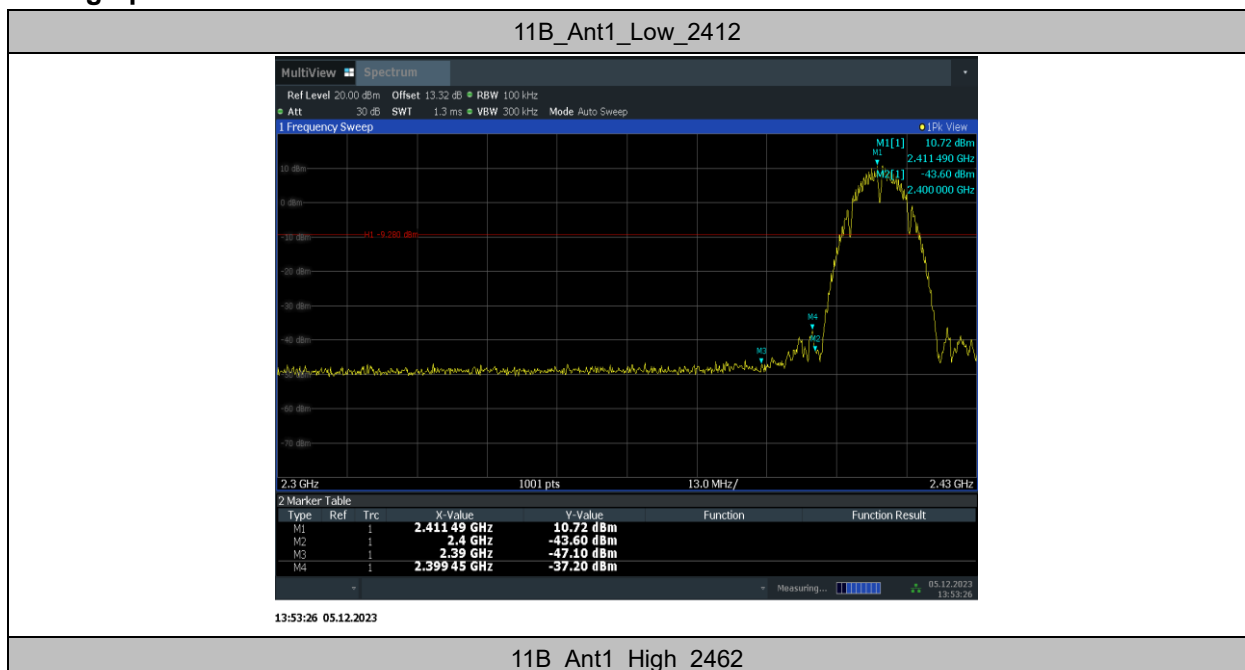 11B_Ant1_Low_2412
MultiView Spectrum
Ref Level 20.00 dBm Offset 13.32 dB RBW 100 kHz
Att 30 dB SWT 1.3 ms VBW 300 kHz Mode Auto Sweep
1 Frequency Sweep 1Pk View
M1[1] 10.72 dBm
M1
2.411 490 GHz
10 dBm
M2[1] -43.60 dBm
2.400 000 GHz
0 dBm
-10 dBm H1 -9.280 dBm
-20 dBm
-30 dBm
M4
-40 dBm
M2
M3
-60 dBm
-70 dBm
2.3 GHz 1001 pts 13.0 MHz/ 2.43 GHz
2 Marker Table
Type Ref Trc X-Value Y-Value Function Function Result
M1 1 2.411 49 GHz 10.72 dBm
M2 1 2.4 GHz -43.60 dBm
M3 1 2.39 GHz -47.10 dBm
M4 1 2.399 45 GHz -37.20 dBm
Measuring... 05.12.2023
13:53:26
13:53:26 05.12.2023
11B_Ant1_High_2462